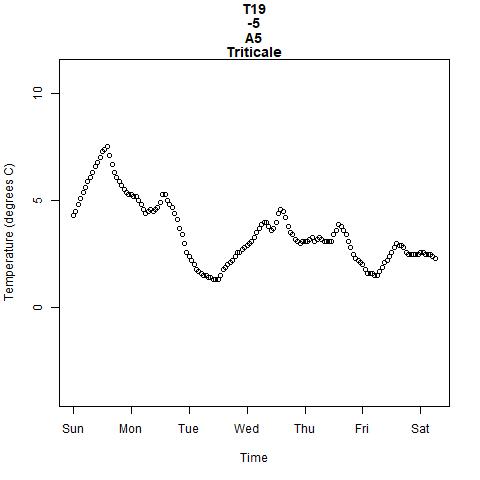 T19
-5
A5
Triticale
Temperature (degrees C)
10
5
0
Sun Mon Tue Wed Thu Fri Sat
Time